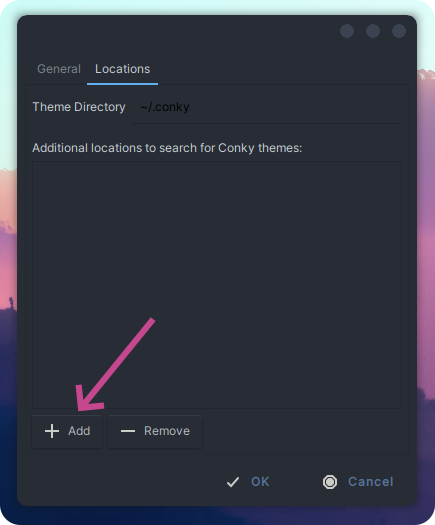 General Locations
Theme Directory ~/.conky
Additional locations to search for Conky themes:
Add Remove
OK Cancel